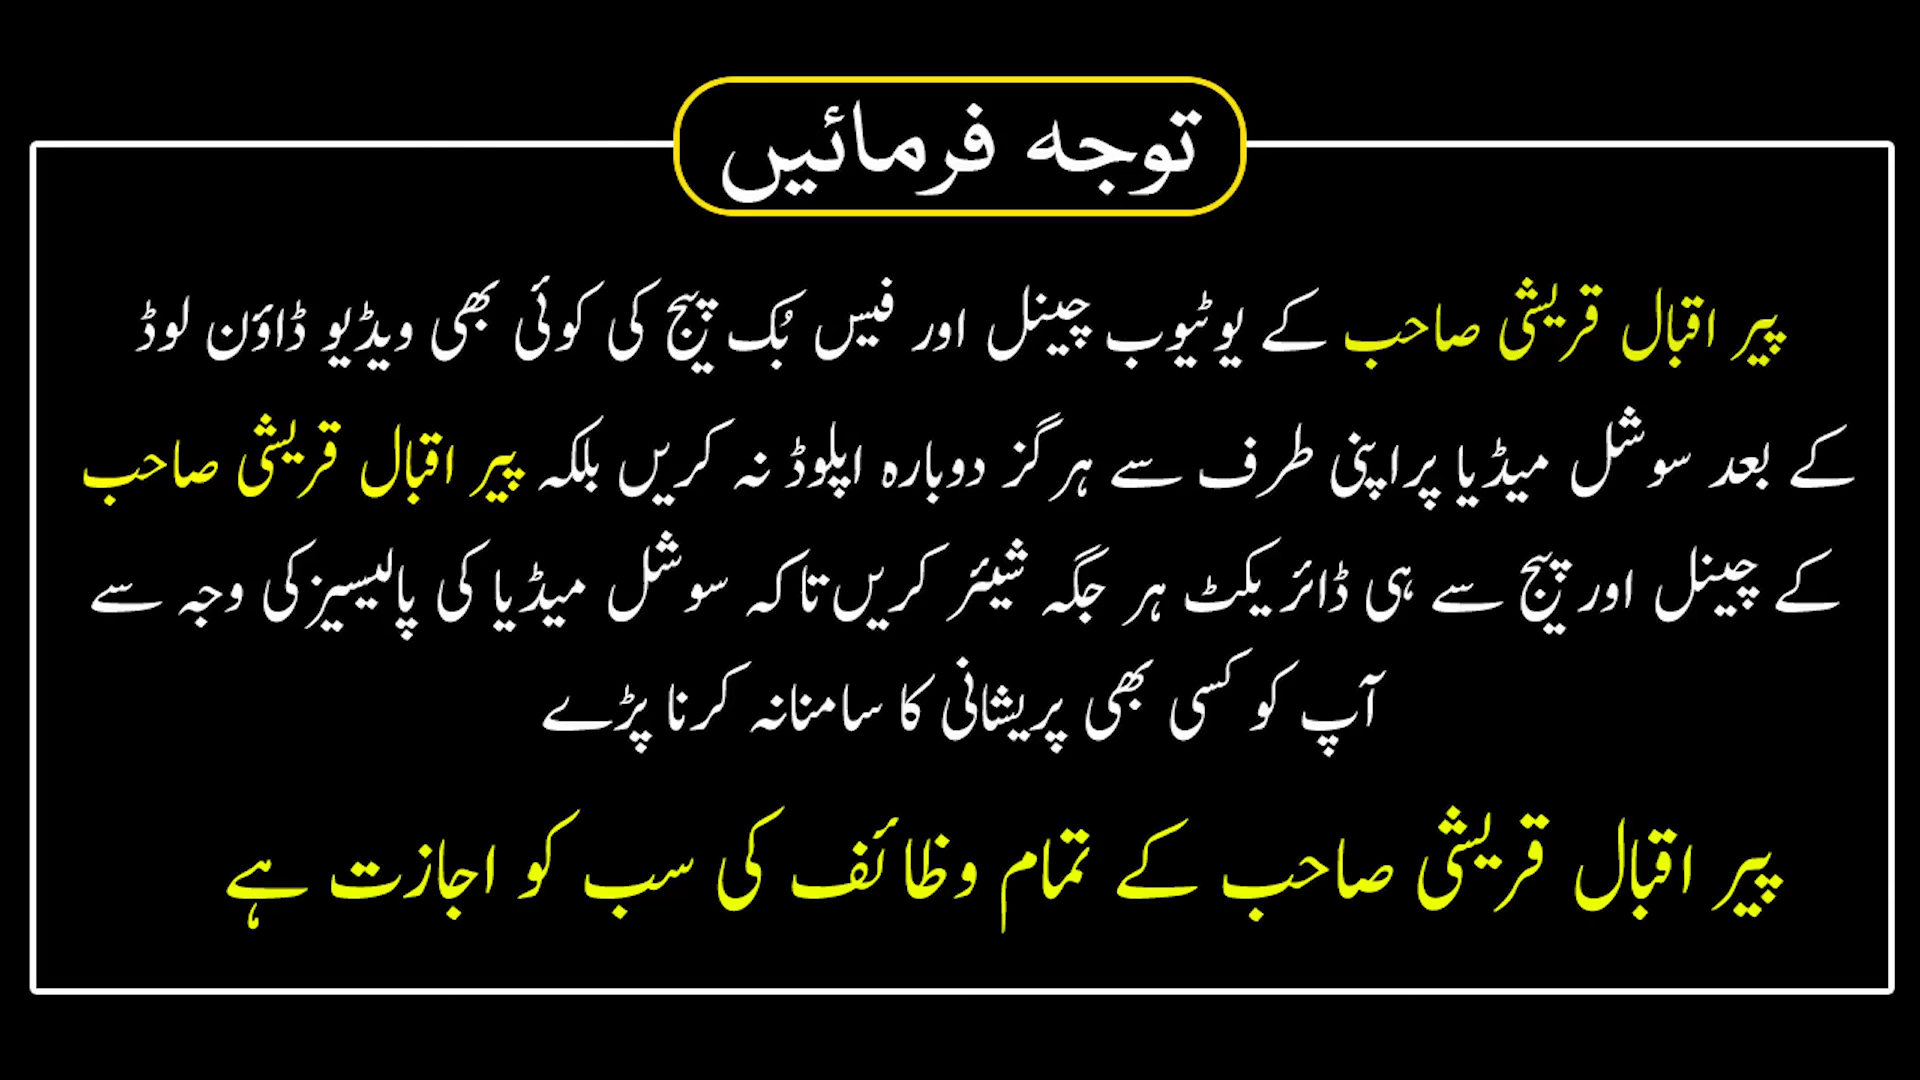 توجہ فرمائیں
پیر اقبال قریشی صاحب کے یوٹیوب چینل اور فیس بُک پیج کی کوئی بھی ویڈیو ڈاؤن لوڈ
کے بعد سوشل میڈیا پر اپنی طرف سے ہرگز دوبارہ اپلوڈ نہ کریں بلکہ پیر اقبال قریشی صاحب
کے چینل اور پیج سے ہی ڈائریکٹ ہر جگہ شیئر کریں تاکہ سوشل میڈیا کی پالیسیز کی وجہ سے
آپ کو کسی بھی پریشانی کا سامنا نہ کرنا پڑے
پیر اقبال قریشی صاحب کے تمام وظائف کی سب کو اجازت ہے